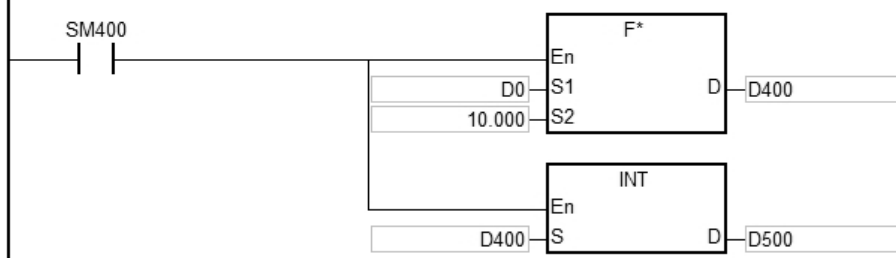 SM400
F*
En
D0 S1 D D400
10.000 S2
INT
En
D400 S D D500